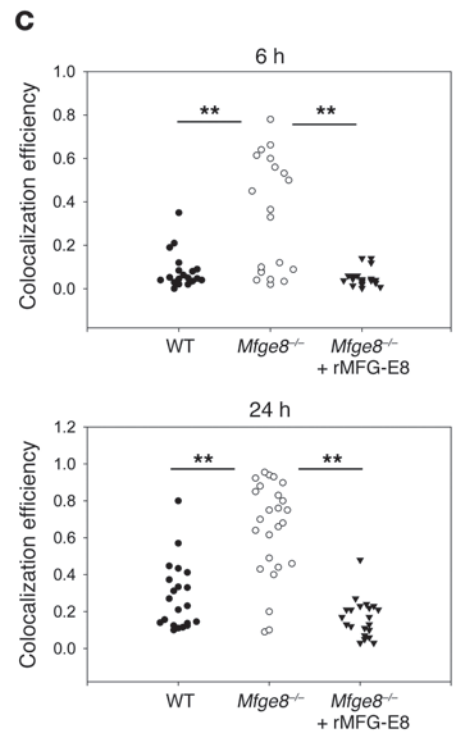 c
6 h
Colocalization efficiency
1.0
0.8
0.6
0.4
0.2
0.0
** **
WT Mfge8–/– Mfge8–/–
+ rMFG-E8
24 h
Colocalization efficiency
1.2
1.0
0.8
0.6
0.4
0.2
0.0
** **
WT Mfge8–/– Mfge8–/–
+ rMFG-E8